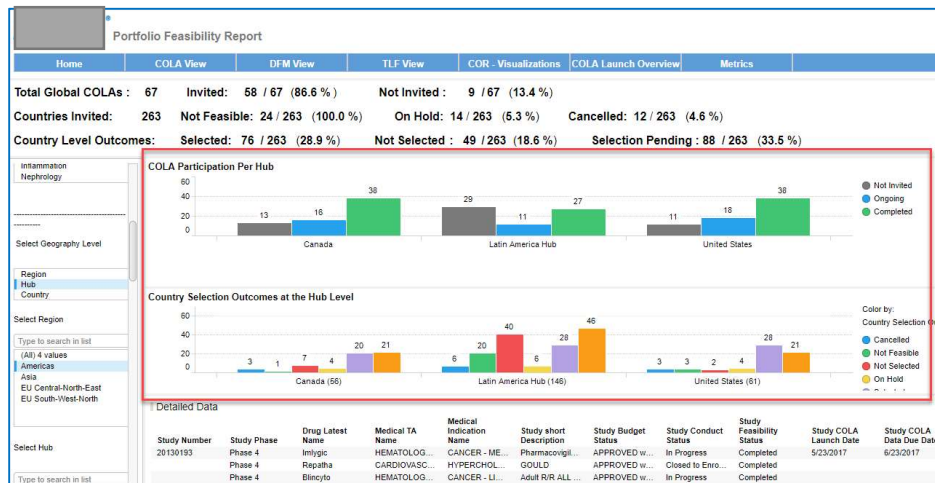 Portfolio Feasibility Report
Home COLA View DFM View TLF View COR - Visualizations COLA Launch Overview Metrics
Total Global COLAs : 67 Invited: 58 / 67 (86.6 %) Not Invited : 9 / 67 (13.4 %)
Countries Invited: 263 Not Feasible: 24 / 263 (100.0 %) On Hold: 14 / 263 (5.3 %) Cancelled: 12 / 263 (4.6 %)
Country Level Outcomes: Selected: 76 / 263 (28.9 %) Not Selected : 49 / 263 (18.6 %) Selection Pending : 88 / 263 (33.5 %)
Inflammation
Nephrology
Select Geography Level
Region
Hub
Country
Select Region
Type to search in list
(All) 4 values
Americas
Asia
EU Central-North-East
EU South-West-North
Select Hub
Type to search in list
COLA Participation Per Hub
60
40
20
0
13 16 38
29 11 27
11 18 38
Canada Latin America Hub United States
Not Invited
Ongoing
Completed
Country Selection Outcomes at the Hub Level
60
40
20
0
3 1 7 4 20 21
6 20 40 6 28 46
3 3 2 4 28 21
Canada (56) Latin America Hub (146) United States (61)
Color by:
Country Selection O
Cancelled
Not Feasible
Not Selected
On Hold
Detailed Data
Study Number Study Phase Drug Latest Name Medical TA Name Medical Indication Name Study short Description Study Budget Status Study Conduct Status Study Feasibility Status Study COLA Launch Date Study COLA Data Due Dat
20130193 Phase 4 Imlygic HEMATOLOG... CANCER - ME... Pharmacovigil... APPROVED w... In Progress Completed 5/23/2017 6/23/2017
Phase 4 Repatha CARDIOVASC... HYPERCHOL... GOULD APPROVED w... Closed to Enro... Completed
Phase 4 Blincyto HEMATOLOG... CANCER - LI... Adult R/R ALL ... APPROVED w... In Progress Completed